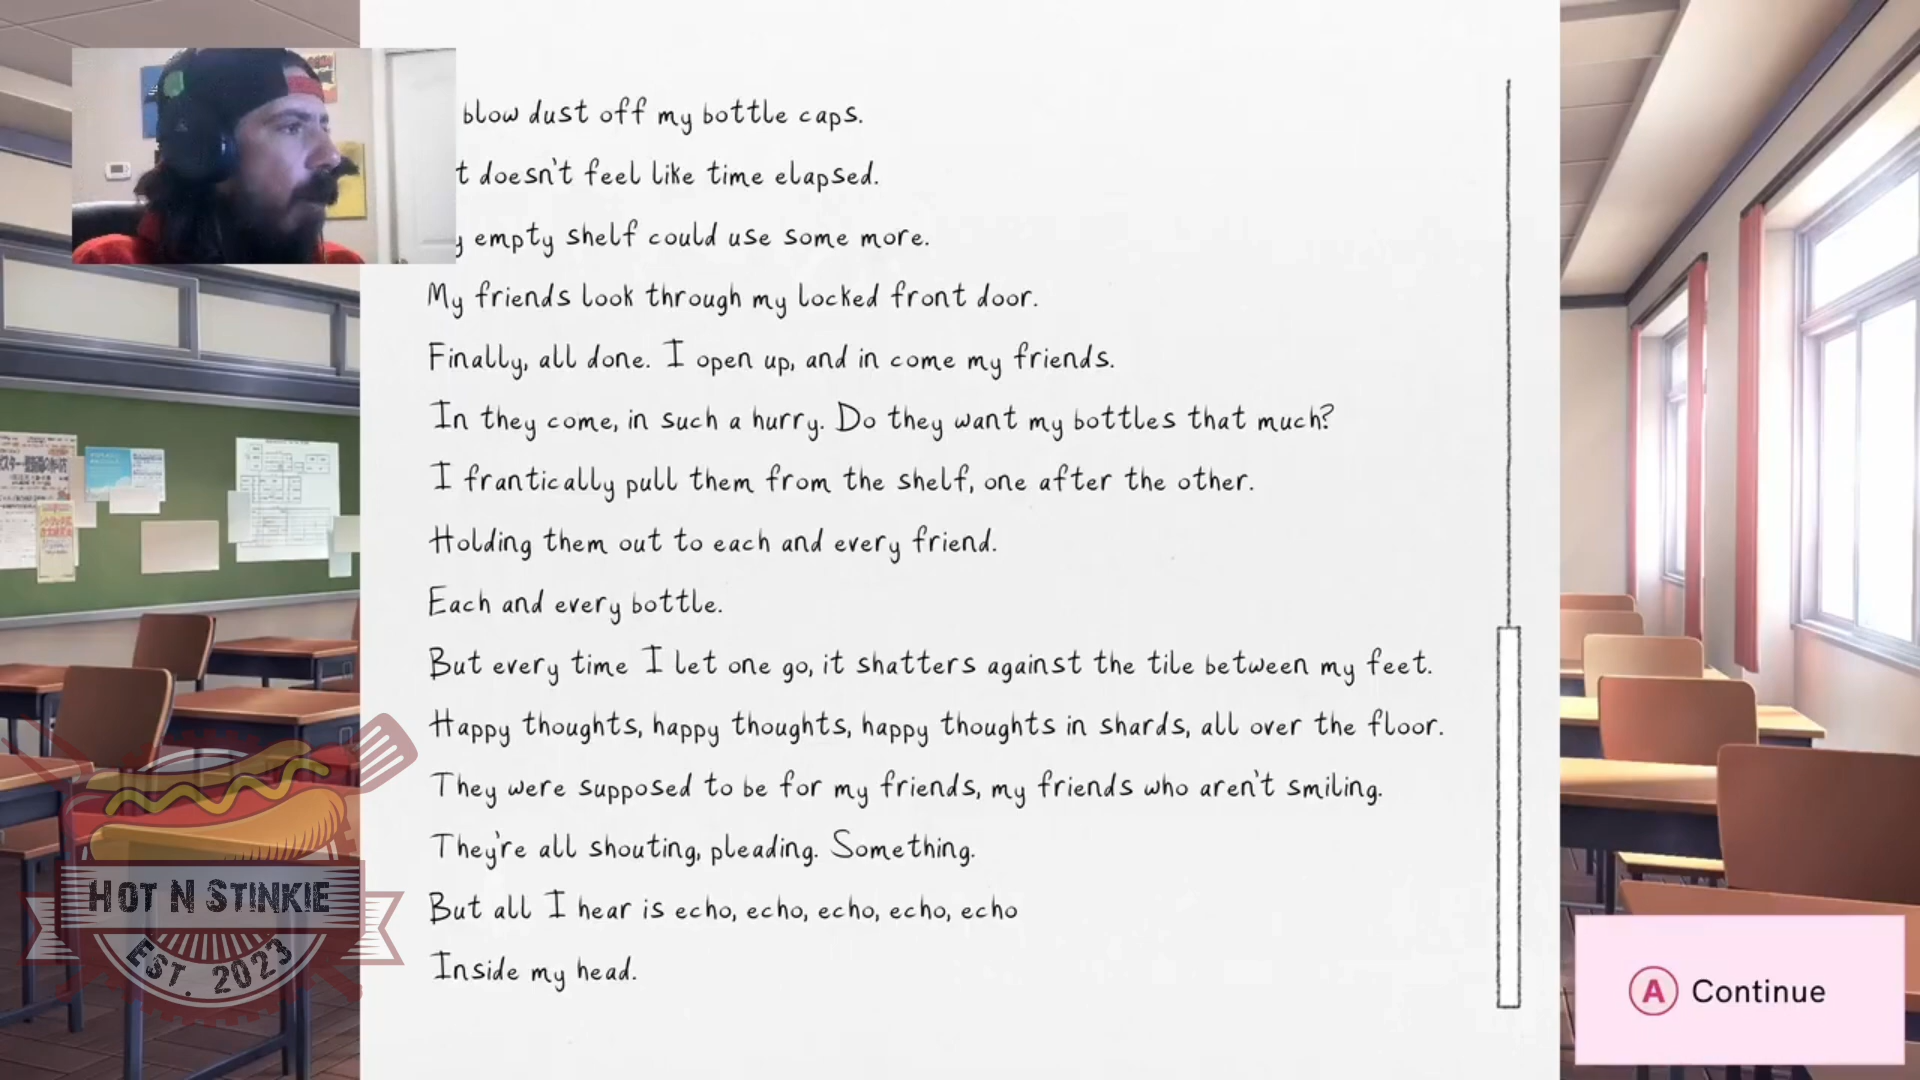 blow dust off my bottle caps.
t doesn't feel like time elapsed.
y empty shelf could use some more.
My friends look through my locked front door.
Finally, all done. I open up, and in come my friends.
In they come, in such a hurry. Do they want my bottles that much?
I frantically pull them from the shelf, one after the other.
Holding them out to each and every friend.
Each and every bottle.
But every time I let one go, it shatters against the tile between my feet.
Happy thoughts, happy thoughts, happy thoughts in shards, all over the floor.
They were supposed to be for my friends, my friends who aren't smiling.
They're all shouting, pleading. Something.
But all I hear is echo, echo, echo, echo, echo
Inside my head.
HOT N STINKIE
EST. 2023
A Continue